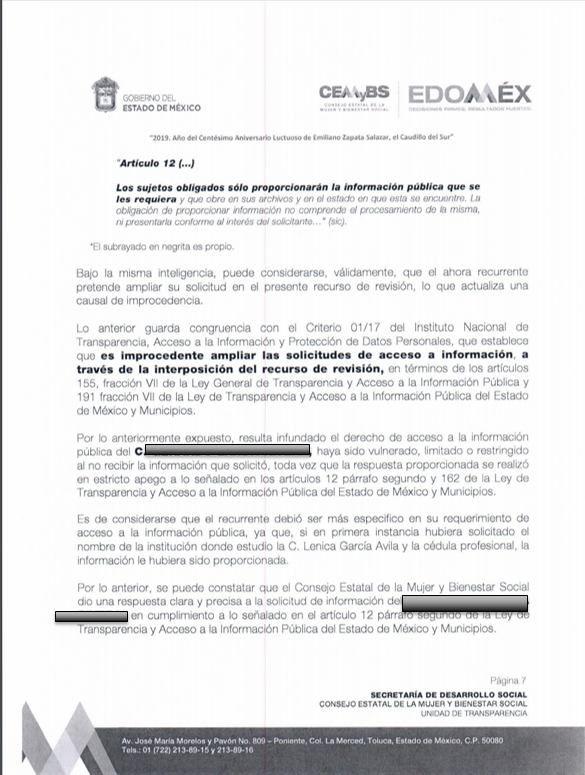 GOBIERNO DEL
ESTADO DE MÉXICO
CEMyBS
CONSEJO ESTATAL DE LA
MUJER Y BIENESTAR SOCIAL
EDOMÉX
DECISIONES FIRMES, RESULTADOS FUERTES.
"2019. Año del Centésimo Aniversario Luctuoso de Emiliano Zapata Salazar, el Caudillo del Sur"
"Artículo 12 (...)
Los sujetos obligados sólo proporcionarán la información pública que se
les requiera y que obre en sus archivos y en el estado en que esta se encuentre. La
obligación de proporcionar información no comprende el procesamiento de la misma,
ni presentarla conforme al interés del solicitante..." (sic).
*El subrayado en negrita es propio.
Bajo la misma inteligencia, puede considerarse, válidamente, que el ahora recurrente
pretende ampliar su solicitud en el presente recurso de revisión, lo que actualiza una
causal de improcedencia.
Lo anterior guarda congruencia con el Criterio 01/17 del Instituto Nacional de
Transparencia, Acceso a la Información y Protección de Datos Personales, que establece
que es improcedente ampliar las solicitudes de acceso a información, a
través de la interposición del recurso de revisión, en términos de los artículos
155, fracción VII de la Ley General de Transparencia y Acceso a la Información Pública y
191 fracción VII de la Ley de Transparencia y Acceso a la Información Pública del Estado
de México y Municipios.
Por lo anteriormente expuesto, resulta infundado el derecho de acceso a la información
pública del C. , haya sido vulnerado, limitado o restringido
al no recibir la información que solicitó, toda vez que la respuesta proporcionada se realizó
en estricto apego a lo señalado en los artículos 12 párrafo segundo y 162 de la Ley de
Transparencia y Acceso a la Información Pública del Estado de México y Municipios.
Es de considerarse que el recurrente debió ser mas especifico en su requerimiento de
acceso a la información pública, ya que, si en primera instancia hubiera solicitado el
nombre de la institución donde estudio la C. Lenica García Avila y la cédula profesional, la
información le hubiera sido proporcionada.
Por lo anterior, se puede constatar que el Consejo Estatal de la Mujer y Bienestar Social
dio una respuesta clara y precisa a la solicitud de información del
en cumplimiento a lo señalado en el artículo 12 párrafo segundo de la Ley de
Transparencia y Acceso a la Información Pública del Estado de México y Municipios.
Página 7
SECRETARÍA DE DESARROLLO SOCIAL
CONSEJO ESTATAL DE LA MUJER Y BIENESTAR SOCIAL
UNIDAD DE TRANSPARENCIA
Av. José María Morelos y Pavón No. 809 - Poniente, Col. La Merced, Toluca, Estado de México, C.P. 50080
Tels.: 01 (722) 213-89-15 y 213-89-16